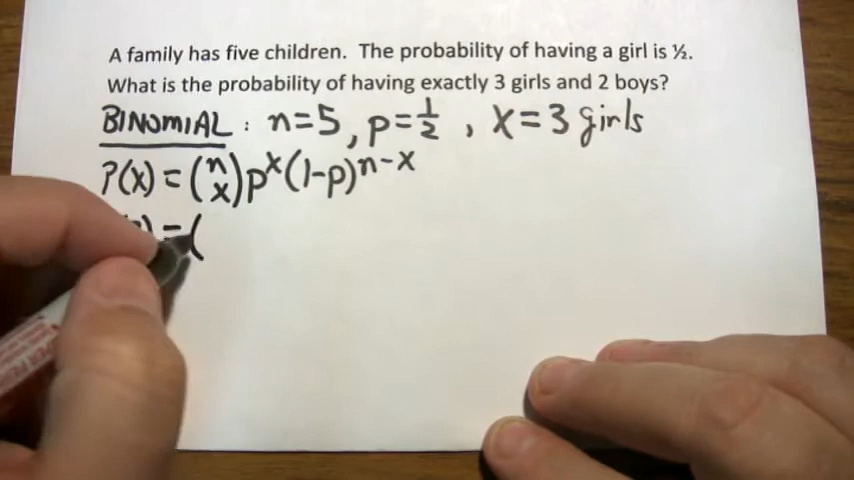 A family has five children. The probability of having a girl is ½.
What is the probability of having exactly 3 girls and 2 boys?
BINOMIAL : n=5, p=1/2, x=3 girls
P(x) = (n x) p^x (1-p)^n-x
) = (